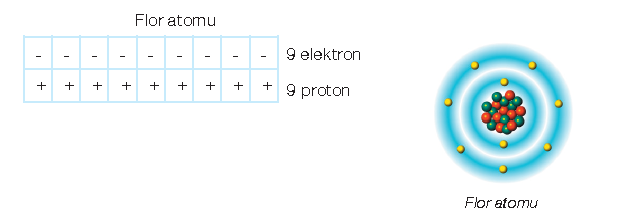 Flor atomu
- - - - - - - - - 9 elektron
+ + + + + + + + + 9 proton
Flor atomu